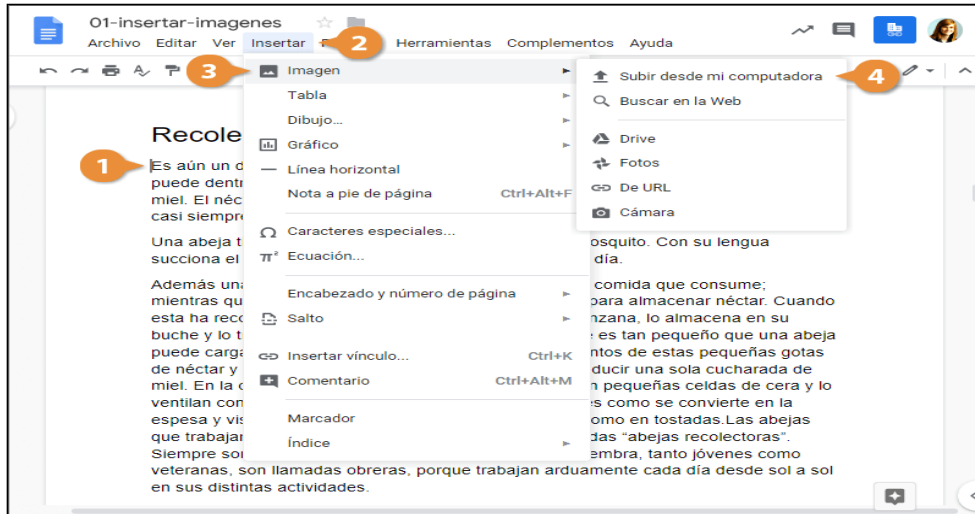 01-insertar-imagenes
Archivo Editar Ver Insertar 2 Herramientas Complementos Ayuda
3 Imagen
Subir desde mi computadora 4
Tabla
Buscar en la Web
Dibujo...
Drive
Gráfico
Fotos
Línea horizontal
De URL
Nota a pie de página Ctrl+Alt+F
Cámara
Caracteres especiales...
π² Ecuación...
Encabezado y número de página
Salto
Insertar vínculo... Ctrl+K
Comentario Ctrl+Alt+M
Marcador
Índice
Recole
1 Es aún un d
puede dentr
miel. El néc
casi siempre
Una abeja t osquito. Con su lengua
succiona el día.
Además una comida que consume;
mientras qu para almacenar néctar. Cuando
esta ha reco nzana, lo almacena en su
buche y lo t es tan pequeño que una abeja
puede carga ntos de estas pequeñas gotas
de néctar y ducir una sola cucharada de
miel. En la c n pequeñas celdas de cera y lo
ventilan con s como se convierte en la
espesa y vis omo en tostadas.Las abejas
que trabajar das “abejas recolectoras”.
Siempre son embra, tanto jóvenes como
veteranas, son llamadas obreras, porque trabajan arduamente cada día desde sol a sol
en sus distintas actividades.